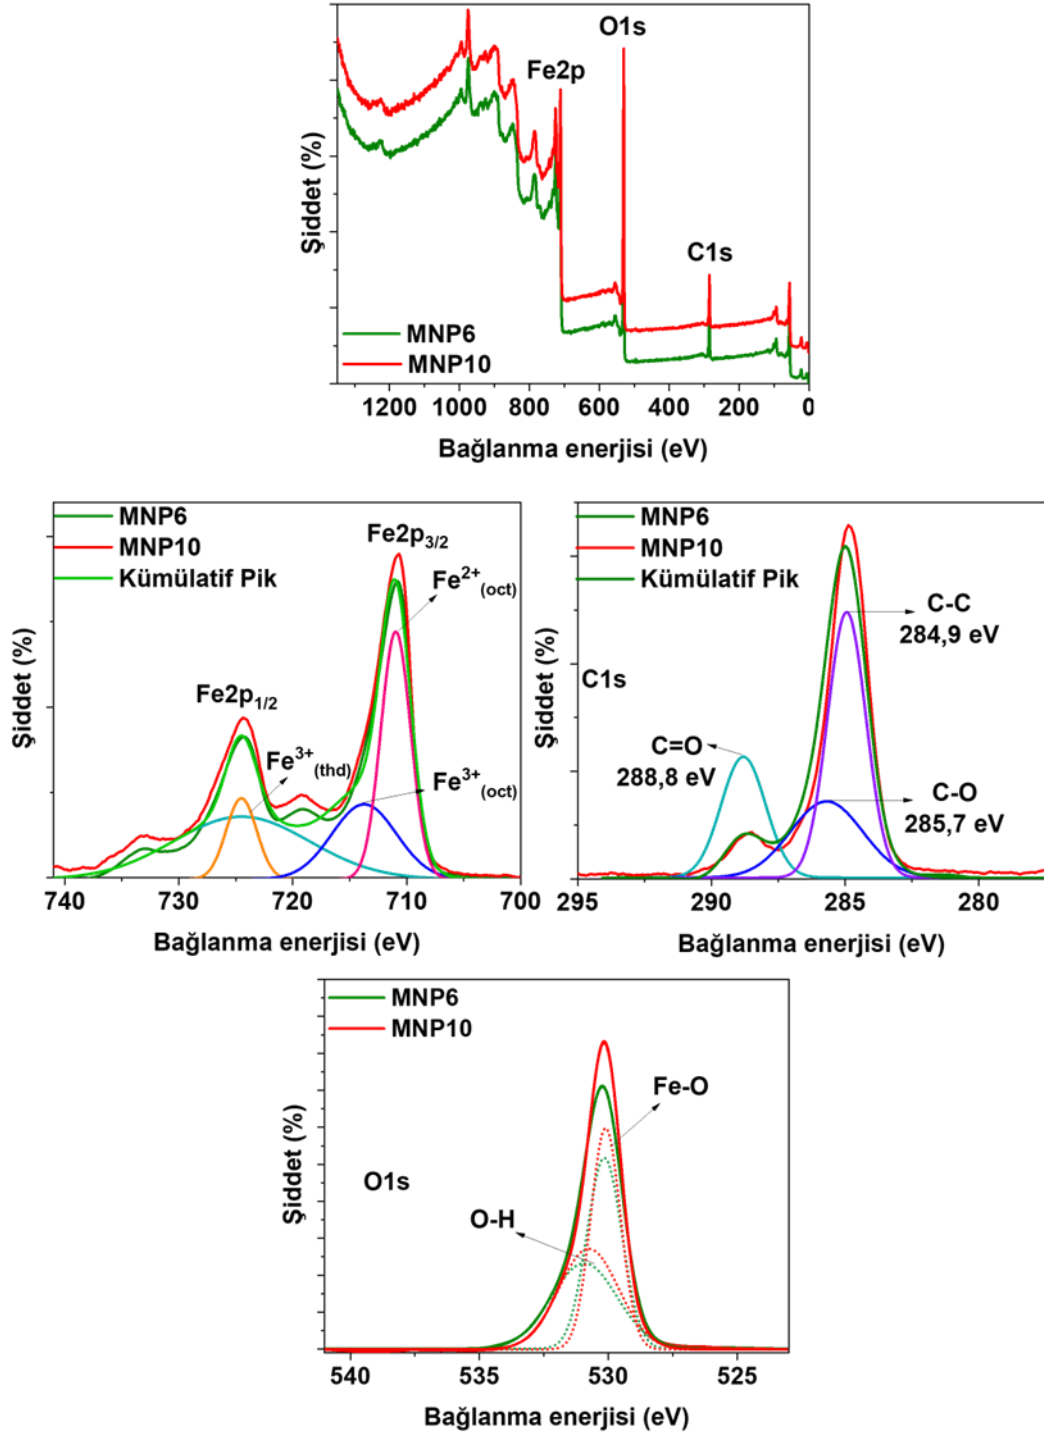 O1s
Fe2p
C1s
Şiddet (%)
MNP6
MNP10
1200 1000 800 600 400 200 0
Bağlanma enerjisi (eV)
MNP6
MNP10
Kümülatif Pik
Fe2p3/2
Fe2+(oct)
Fe2p1/2
Fe3+(thd)
Fe3+(oct)
Şiddet (%)
740 730 720 710 700
Bağlanma enerjisi (eV)
MNP6
MNP10
Kümülatif Pik
C-C
284,9 eV
C1s
C=O
288,8 eV
C-O
285,7 eV
Şiddet (%)
295 290 285 280
Bağlanma enerjisi (eV)
MNP6
MNP10
Fe-O
O1s
O-H
Şiddet (%)
540 535 530 525
Bağlanma enerjisi (eV)